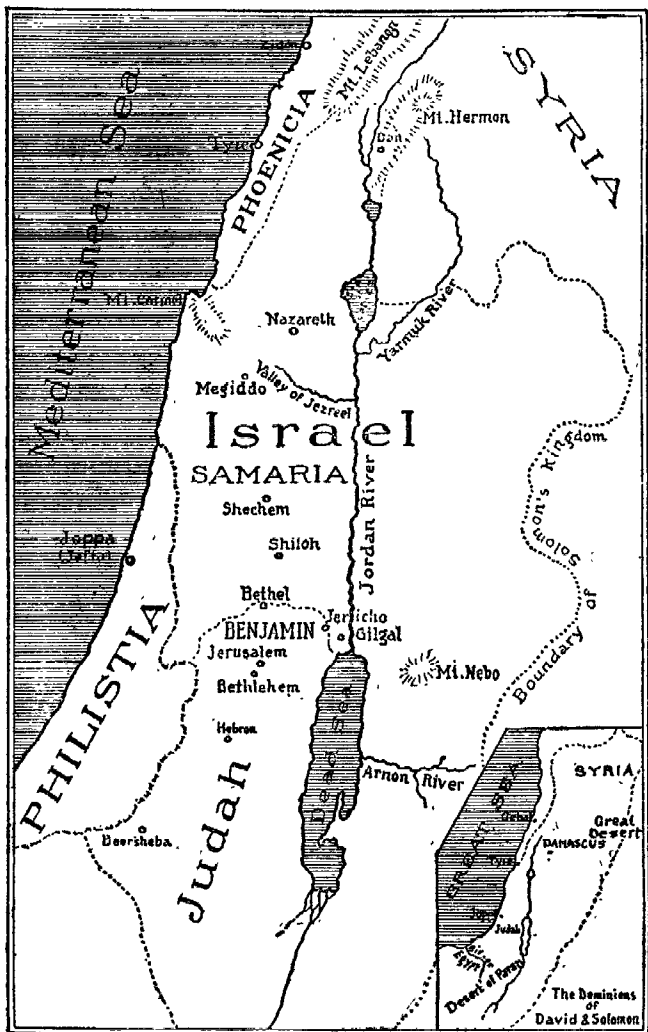 Zidon
Mt. Lebanon
SYRIA
Mt. Hermon
Dan
Tyre
PHOENICIA
Mediterranean Sea
Mt. Carmel
Nazareth
Yarmuk River
Megiddo
Valley of Jezreel
Israel
SAMARIA
Boundary of Solomon's Kingdom
Shechem
Jordan River
Joppa
Shiloh
Bethel
BENJAMIN
Jericho
Gilgal
Jerusalem
Bethlehem
Mt. Nebo
PHILISTIA
Hebron
Dead Sea
Arnon River
Judah
Beersheba
SYRIA
GREAT SEA
Gebal
Great
Desert
DAMASCUS
Tyre
Joppa
Judah
Egypt
Desert of Paran
The Dominions
of
David & Solomon